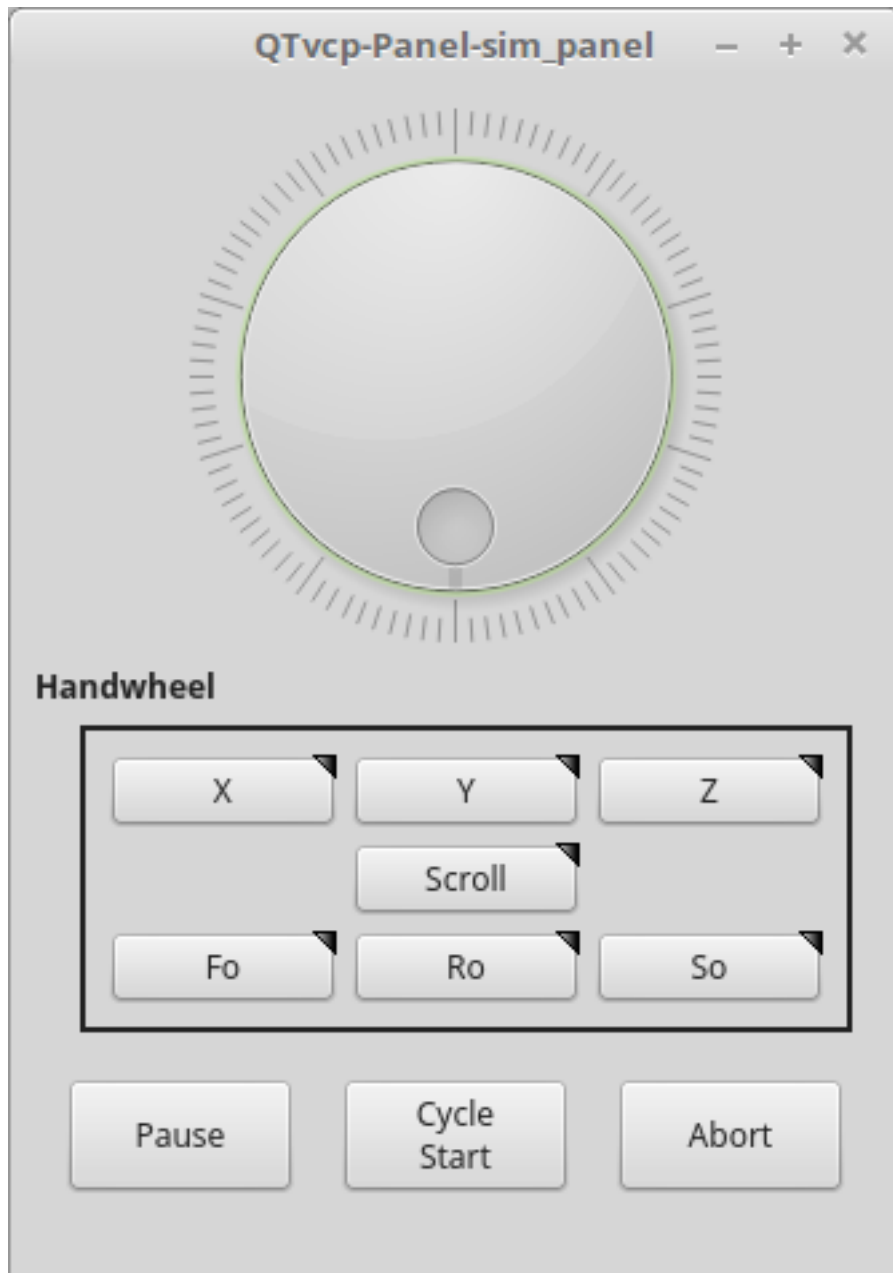 QTvcp-Panel-sim_panel
Handwheel
X
Y
Z
Scroll
Fo
Ro
So
Pause
Cycle
Start
Abort